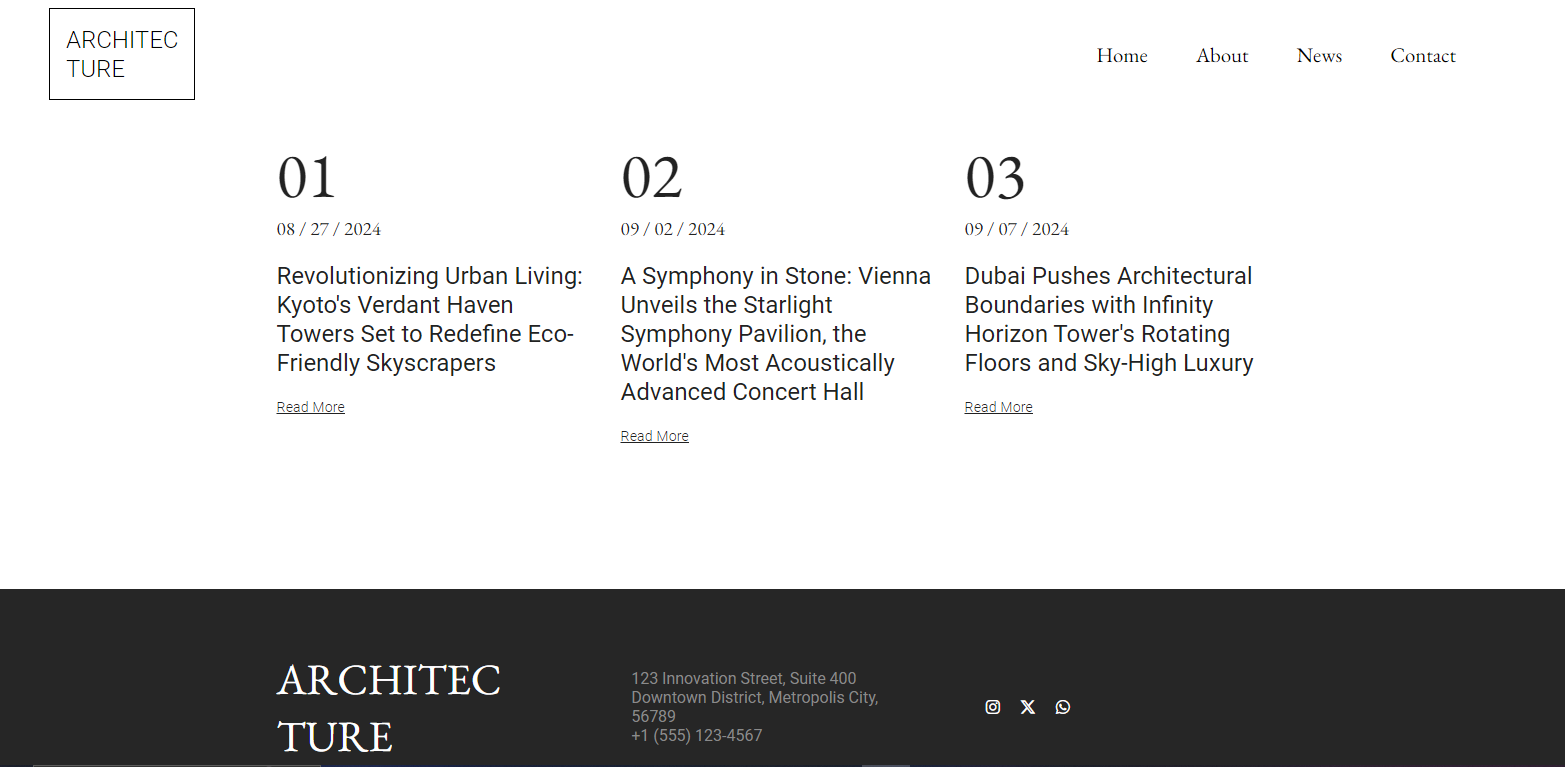 ARCHITEC
TURE
Home About News Contact
01
08 / 27 / 2024
Revolutionizing Urban Living:
Kyoto's Verdant Haven
Towers Set to Redefine Eco-
Friendly Skyscrapers
Read More
02
09 / 02 / 2024
A Symphony in Stone: Vienna
Unveils the Starlight
Symphony Pavilion, the
World's Most Acoustically
Advanced Concert Hall
Read More
03
09 / 07 / 2024
Dubai Pushes Architectural
Boundaries with Infinity
Horizon Tower's Rotating
Floors and Sky-High Luxury
Read More
ARCHITEC
TURE
123 Innovation Street, Suite 400
Downtown District, Metropolis City,
56789
+1 (555) 123-4567